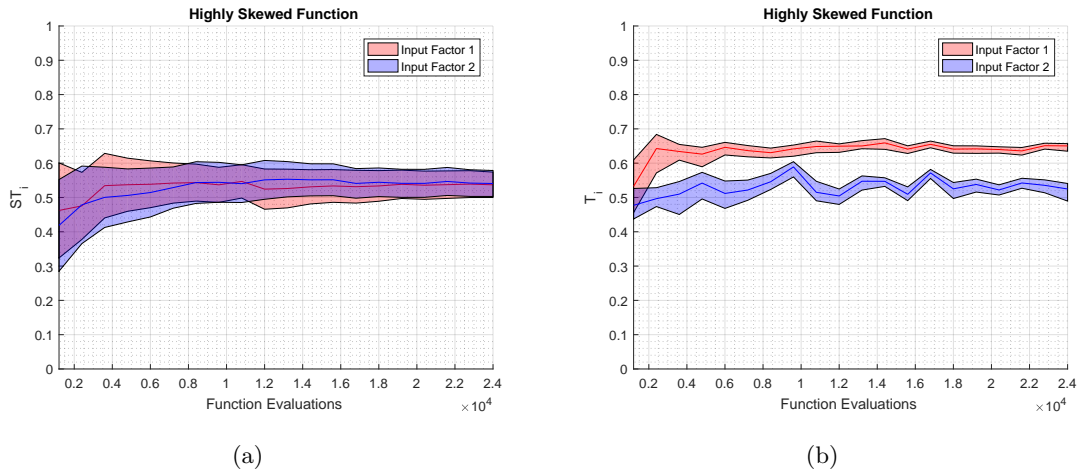 Highly Skewed Function
1
0.9
0.8
0.7
0.6
0.5
0.4
0.3
0.2
0.1
0
ST_i
Input Factor 1
Input Factor 2
0.2 0.4 0.6 0.8 1 1.2 1.4 1.6 1.8 2 2.2 2.4
Function Evaluations
×10^4
(a)
Highly Skewed Function
1
0.9
0.8
0.7
0.6
0.5
0.4
0.3
0.2
0.1
0
T_i
Input Factor 1
Input Factor 2
0.2 0.4 0.6 0.8 1 1.2 1.4 1.6 1.8 2 2.2 2.4
Function Evaluations
×10^4
(b)